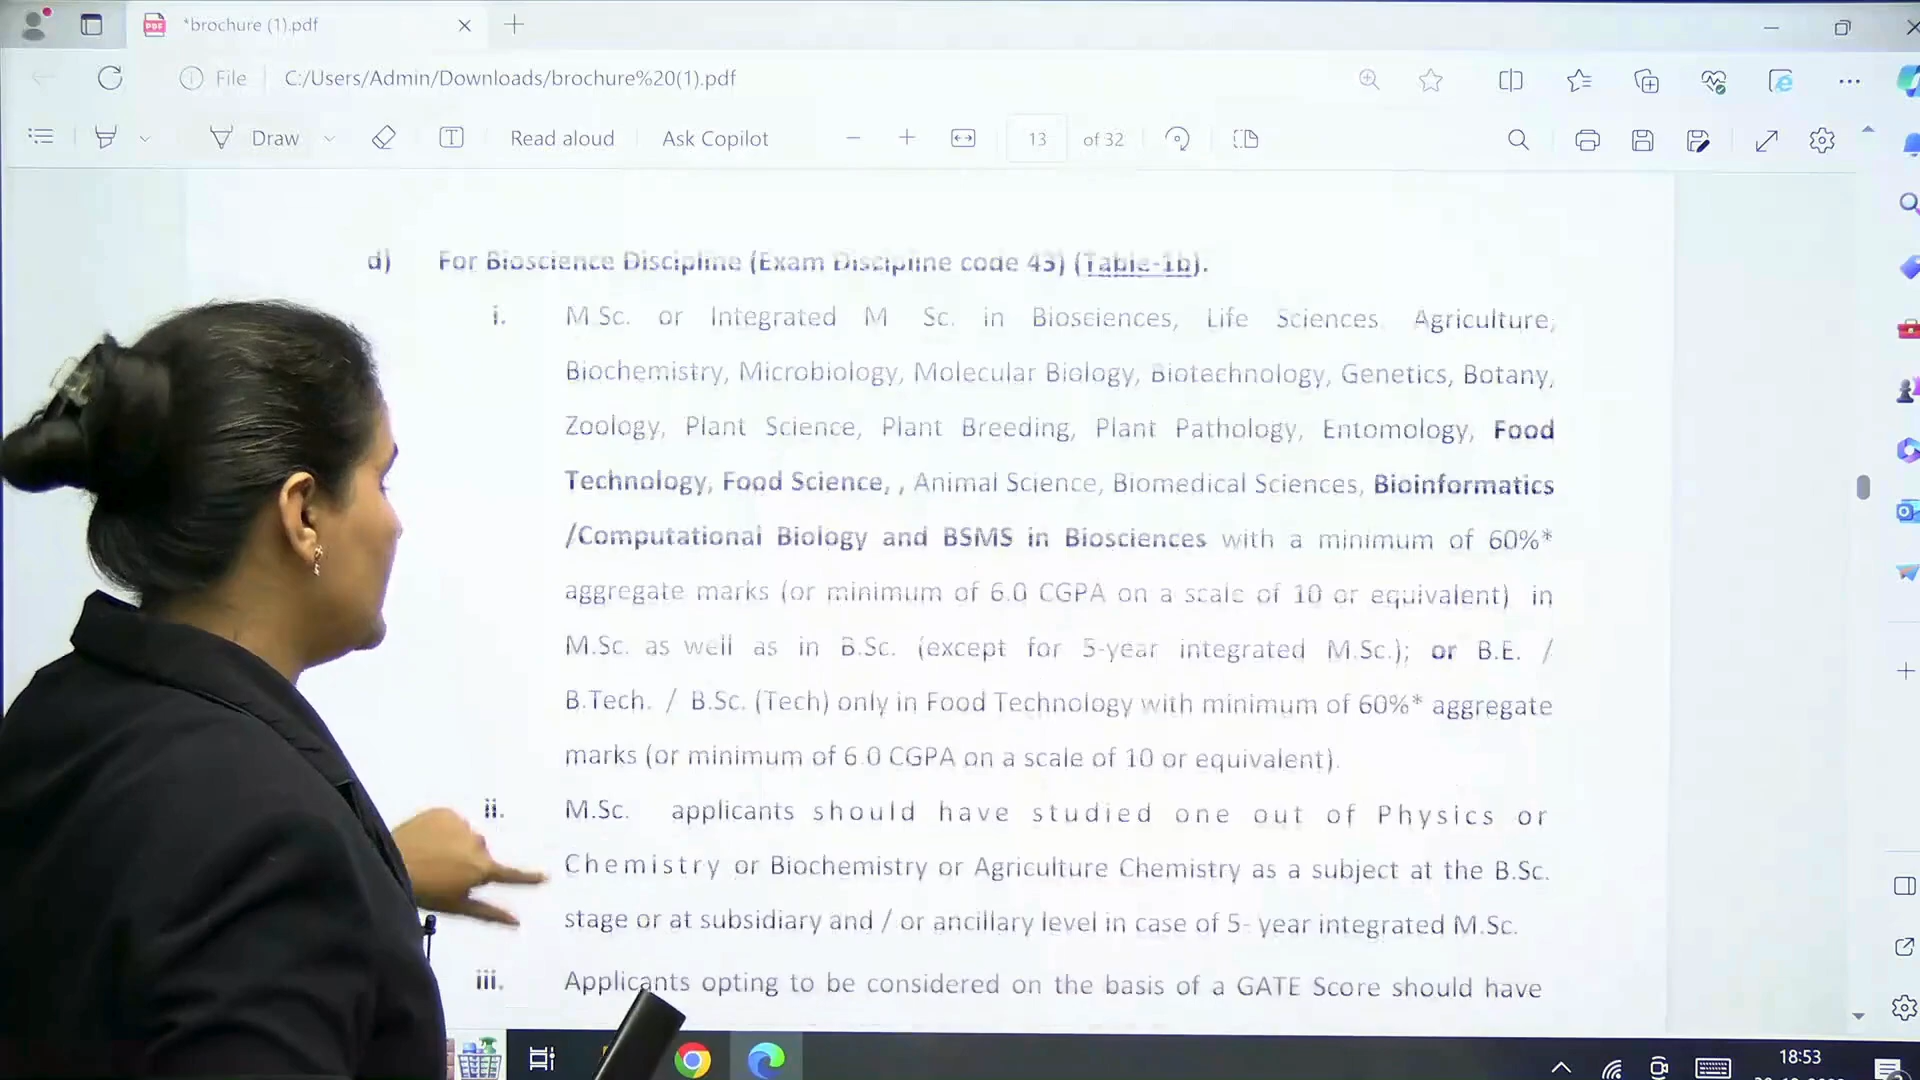 *brochure (1).pdf
File C:/Users/Admin/Downloads/brochure%20(1).pdf
Draw Read aloud Ask Copilot 13 of 32
d) For Bioscience Discipline (Exam Discipline code 43) (Table-1b).
i. M.Sc. or Integrated M Sc. in Biosciences, Life Sciences Agriculture,
Biochemistry, Microbiology, Molecular Biology, Biotechnology, Genetics, Botany,
Zoology, Plant Science, Plant Breeding, Plant Pathology, Entomology, Food
Technology, Food Science, , Animal Science, Biomedical Sciences, Bioinformatics
/Computational Biology and BSMS in Biosciences with a minimum of 60%*
aggregate marks (or minimum of 6.0 CGPA on a scale of 10 or equivalent) in
M.Sc. as well as in B.Sc. (except for 5-year integrated M.Sc.); or B.E. /
B.Tech. / B.Sc. (Tech) only in Food Technology with minimum of 60%* aggregate
marks (or minimum of 6.0 CGPA on a scale of 10 or equivalent).
ii. M.Sc. applicants should have studied one out of Physics or
Chemistry or Biochemistry or Agriculture Chemistry as a subject at the B.Sc.
stage or at subsidiary and / or ancillary level in case of 5- year integrated M.Sc.
iii. Applicants opting to be considered on the basis of a GATE Score should have
18:53